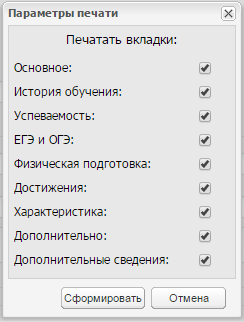 Параметры печати
Печатать вкладки:
Основное:
История обучения:
Успеваемость:
ЕГЭ и ОГЭ:
Физическая подготовка:
Достижения:
Характеристика:
Дополнительно:
Дополнительные сведения:
Сформировать Отмена